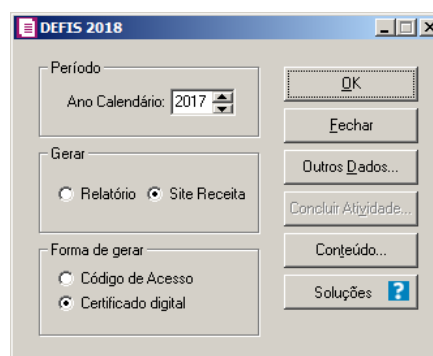 DEFIS 2018
Período
Ano Calendário: 2017
Gerar
Relatório Site Receita
Forma de gerar
Código de Acesso
Certificado digital
OK
Fechar
Outros Dados...
Concluir Atividade...
Conteúdo...
Soluções ?